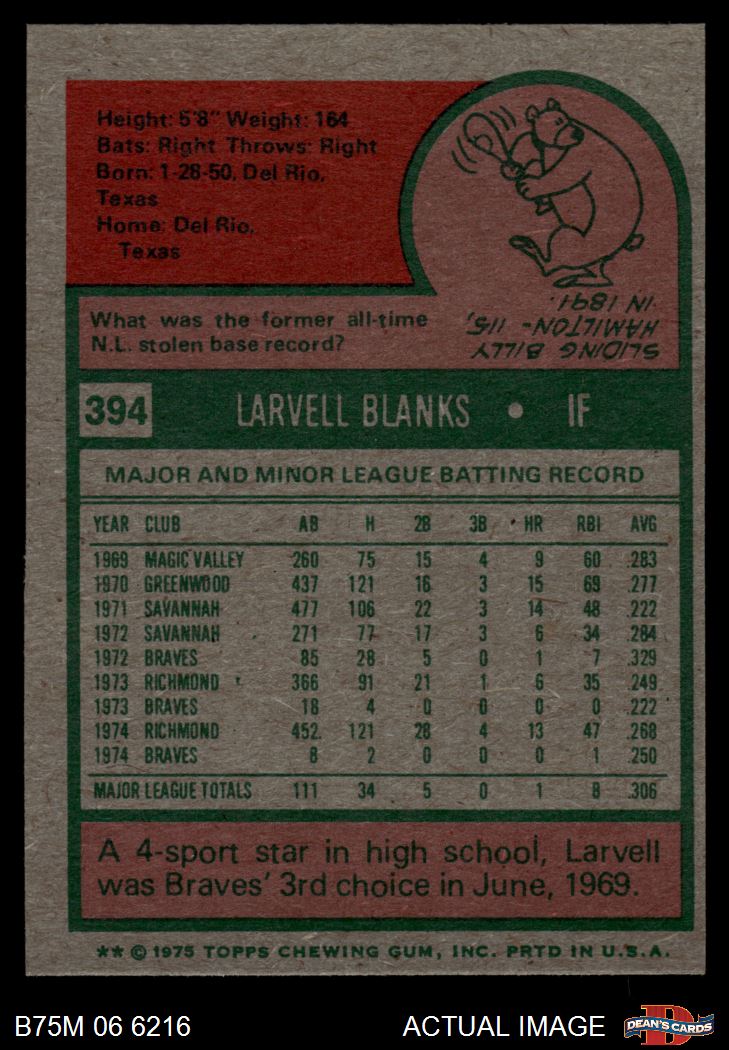 Height: 5'8" Weight: 164
Bats: Right Throws: Right
Born: 1-28-50, Del Rio,
Texas
Home: Del Rio,
Texas
What was the former all-time
N.L. stolen base record?
SLIDING BILLY
HAMILTON - 115,
IN 1891.
394 LARVELL BLANKS • IF
MAJOR AND MINOR LEAGUE BATTING RECORD
YEAR CLUB AB H 2B 3B HR RBI AVG
1969 MAGIC VALLEY 260 75 15 4 9 60 .283
1970 GREENWOOD 437 121 16 3 15 69 .277
1971 SAVANNAH 477 106 22 3 14 48 .222
1972 SAVANNAH 271 77 17 3 6 34 .284
1972 BRAVES 85 28 5 0 1 7 .329
1973 RICHMOND 366 91 21 1 6 35 .249
1973 BRAVES 18 4 0 0 0 0 .222
1974 RICHMOND 452 121 28 4 13 47 .268
1974 BRAVES 8 2 0 0 0 1 .250
MAJOR LEAGUE TOTALS 111 34 5 0 1 8 .306
A 4-sport star in high school, Larvell
was Braves' 3rd choice in June, 1969.
** © 1975 TOPPS CHEWING GUM, INC. PRTD IN U.S.A.
B75M 06 6216 ACTUAL IMAGE
D
DEAN'S CARDS